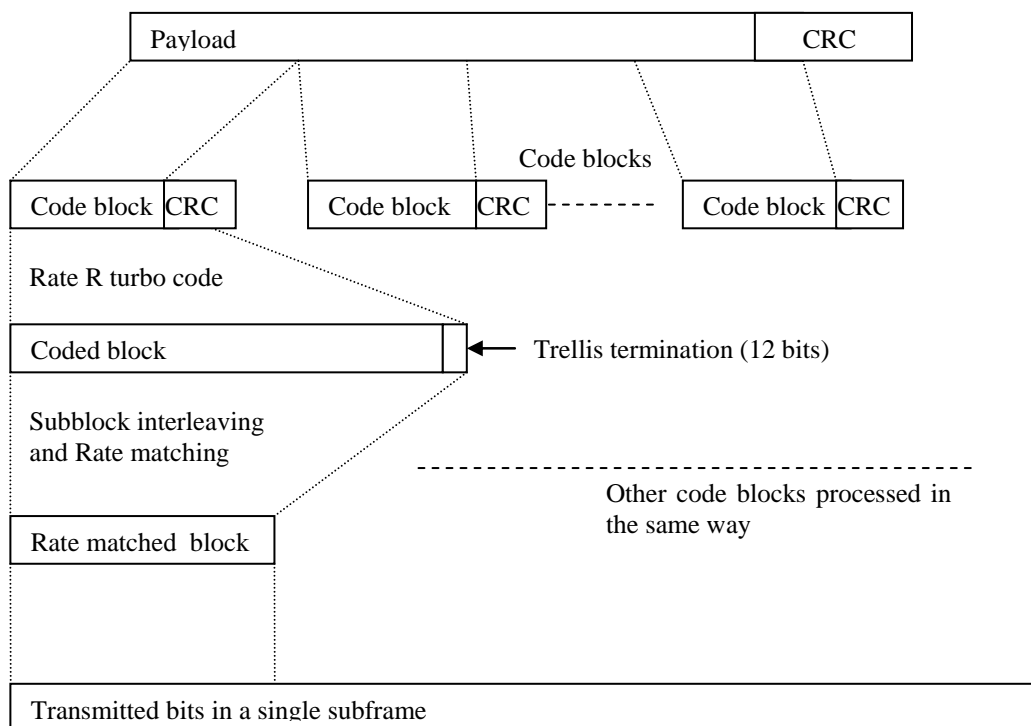 Payload CRC
Code blocks
Code block CRC Code block CRC Code block CRC
Rate R turbo code
Coded block
Trellis termination (12 bits)
Subblock interleaving
and Rate matching
Other code blocks processed in
the same way
Rate matched block
Transmitted bits in a single subframe